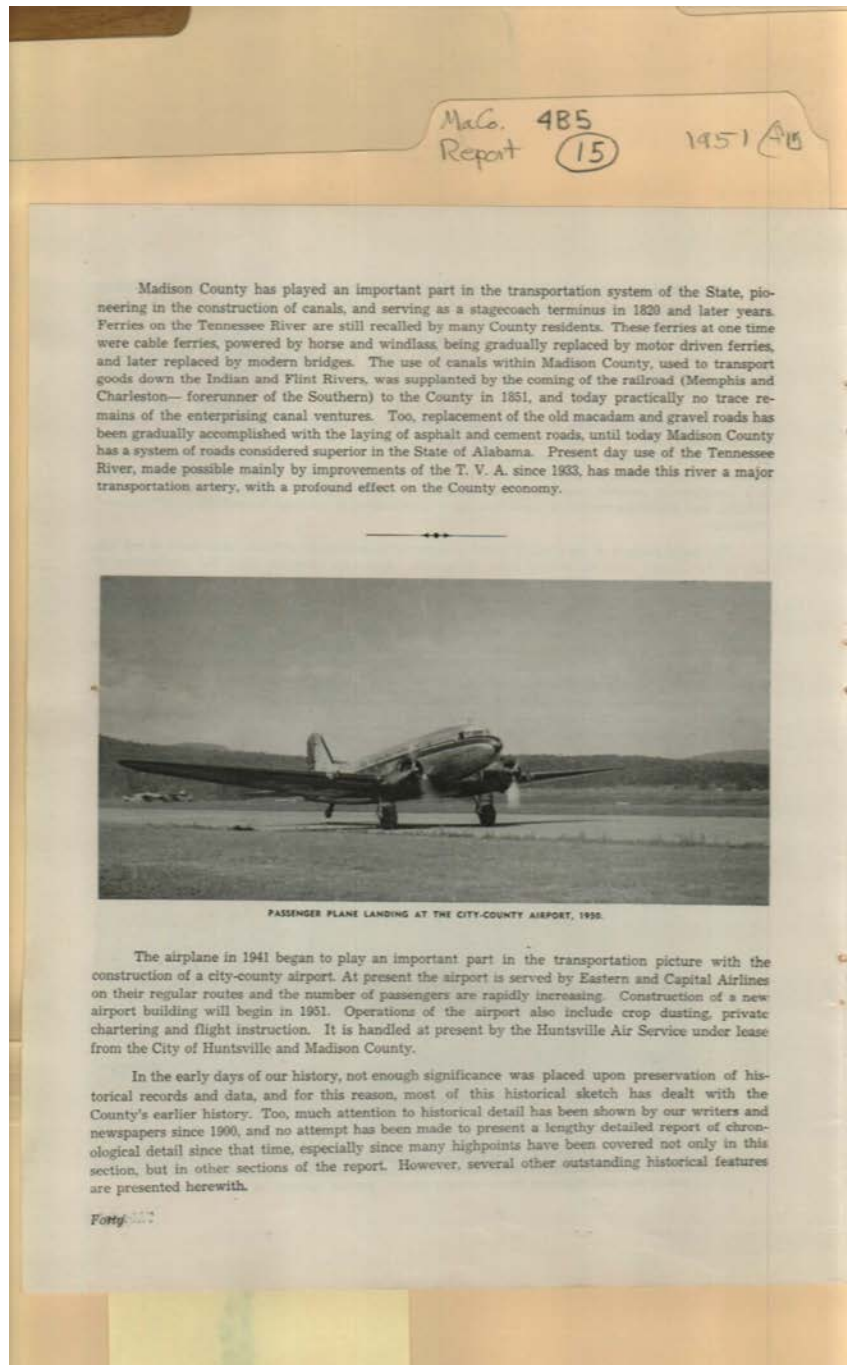 MaCo. 4B5
Report 15 1951
Madison County has played an important part in the transportation system of the State, pio-
neering in the construction of canals, and serving as a stagecoach terminus in 1820 and later years.
Ferries on the Tennessee River are still recalled by many County residents. These ferries at one time
were cable ferries, powered by horse and windlass, being gradually replaced by motor driven ferries,
and later replaced by modern bridges. The use of canals within Madison County, used to transport
goods down the Indian and Flint Rivers, was supplanted by the coming of the railroad (Memphis and
Charleston— forerunner of the Southern) to the County in 1851, and today practically no trace re-
mains of the enterprising canal ventures. Too, replacement of the old macadam and gravel roads has
been gradually accomplished with the laying of asphalt and cement roads, until today Madison County
has a system of roads considered superior in the State of Alabama. Present day use of the Tennessee
River, made possible mainly by improvements of the T. V. A. since 1933, has made this river a major
transportation artery, with a profound effect on the County economy.
PASSENGER PLANE LANDING AT THE CITY-COUNTY AIRPORT, 1950.
The airplane in 1941 began to play an important part in the transportation picture with the
construction of a city-county airport. At present the airport is served by Eastern and Capital Airlines
on their regular routes and the number of passengers are rapidly increasing. Construction of a new
airport building will begin in 1951. Operations of the airport also include crop dusting, private
chartering and flight instruction. It is handled at present by the Huntsville Air Service under lease
from the City of Huntsville and Madison County.
In the early days of our history, not enough significance was placed upon preservation of his-
torical records and data, and for this reason, most of this historical sketch has dealt with the
County's earlier history. Too, much attention to historical detail has been shown by our writers and
newspapers since 1900, and no attempt has been made to present a lengthy detailed report of chron-
ological detail since that time, especially since many highpoints have been covered not only in this
section, but in other sections of the report. However, several other outstanding historical features
are presented herewith.
Forty